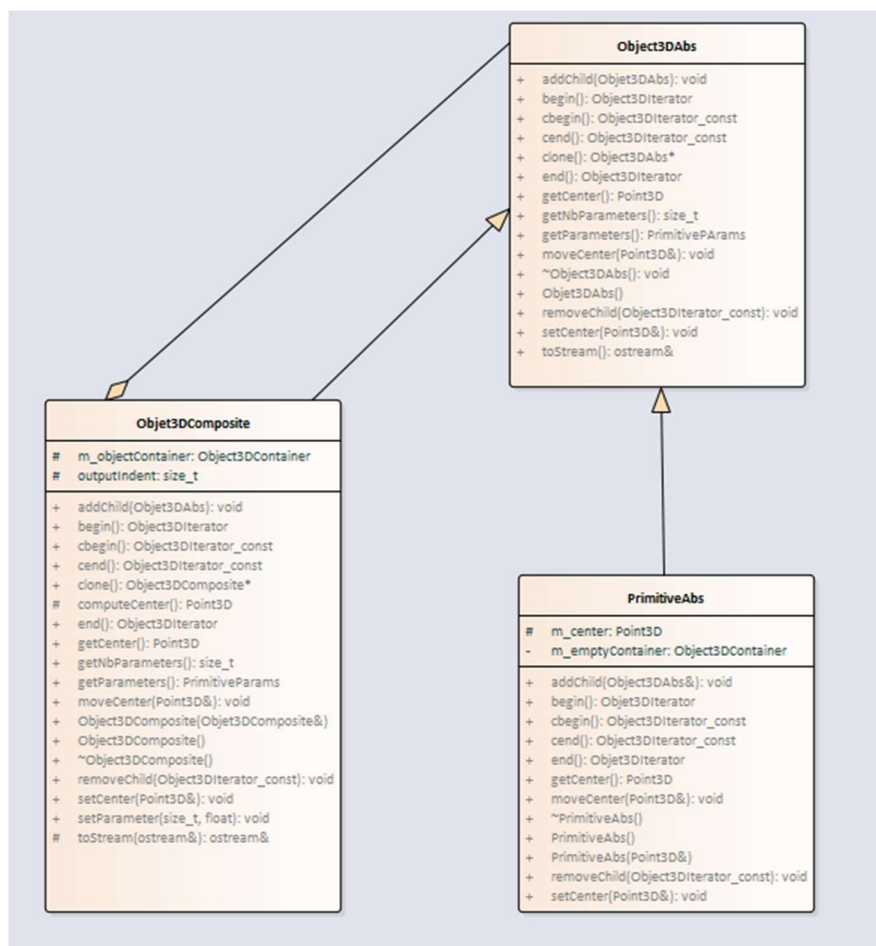 Object3DAbs
+ addChild(Objet3DAbs): void
+ begin(): Object3DIterator
+ cbegin(): Object3DIterator_const
+ cend(): Object3DIterator_const
+ clone(): Object3DAbs*
+ end(): Object3DIterator
+ getCenter(): Point3D
+ getNbParameters(): size_t
+ getParameters(): PrimitivePArams
+ moveCenter(Point3D&): void
+ ~Object3DAbs(): void
+ Objet3DAbs()
+ removeChild(Object3DIterator_const): void
+ setCenter(Point3D&): void
+ toStream(): ostream&
Objet3DComposite
# m_objectContainer: Object3DContainer
# outputIndent: size_t
+ addChild(Objet3DAbs): void
+ begin(): Object3DIterator
+ cbegin(): Object3DIterator_const
+ cend(): Object3DIterator_const
+ clone(): Object3DComposite*
# computeCenter(): Point3D
+ end(): Object3DIterator
+ getCenter(): Point3D
+ getNbParameters(): size_t
+ getParameters(): PrimitiveParams
+ moveCenter(Point3D&): void
+ Object3DComposite(Objet3DComposite&)
+ Object3DComposite()
+ ~Object3DComposite()
+ removeChild(Object3DIterator_const): void
+ setCenter(Point3D&): void
+ setParameter(size_t, float): void
# toStream(ostream&): ostream&
PrimitiveAbs
# m_center: Point3D
- m_emptyContainer: Object3DContainer
+ addChild(Object3DAbs&): void
+ begin(): Objet3DIterator
+ cbegin(): Object3DIterator_const
+ cend(): Object3DIterator_const
+ end(): Objet3DIterator
+ getCenter(): Point3D
+ moveCenter(Point3D&): void
+ ~PrimitiveAbs()
+ PrimitiveAbs()
+ PrimitiveAbs(Point3D&)
+ removeChild(Object3DIterator_const): void
+ setCenter(Point3D&): void